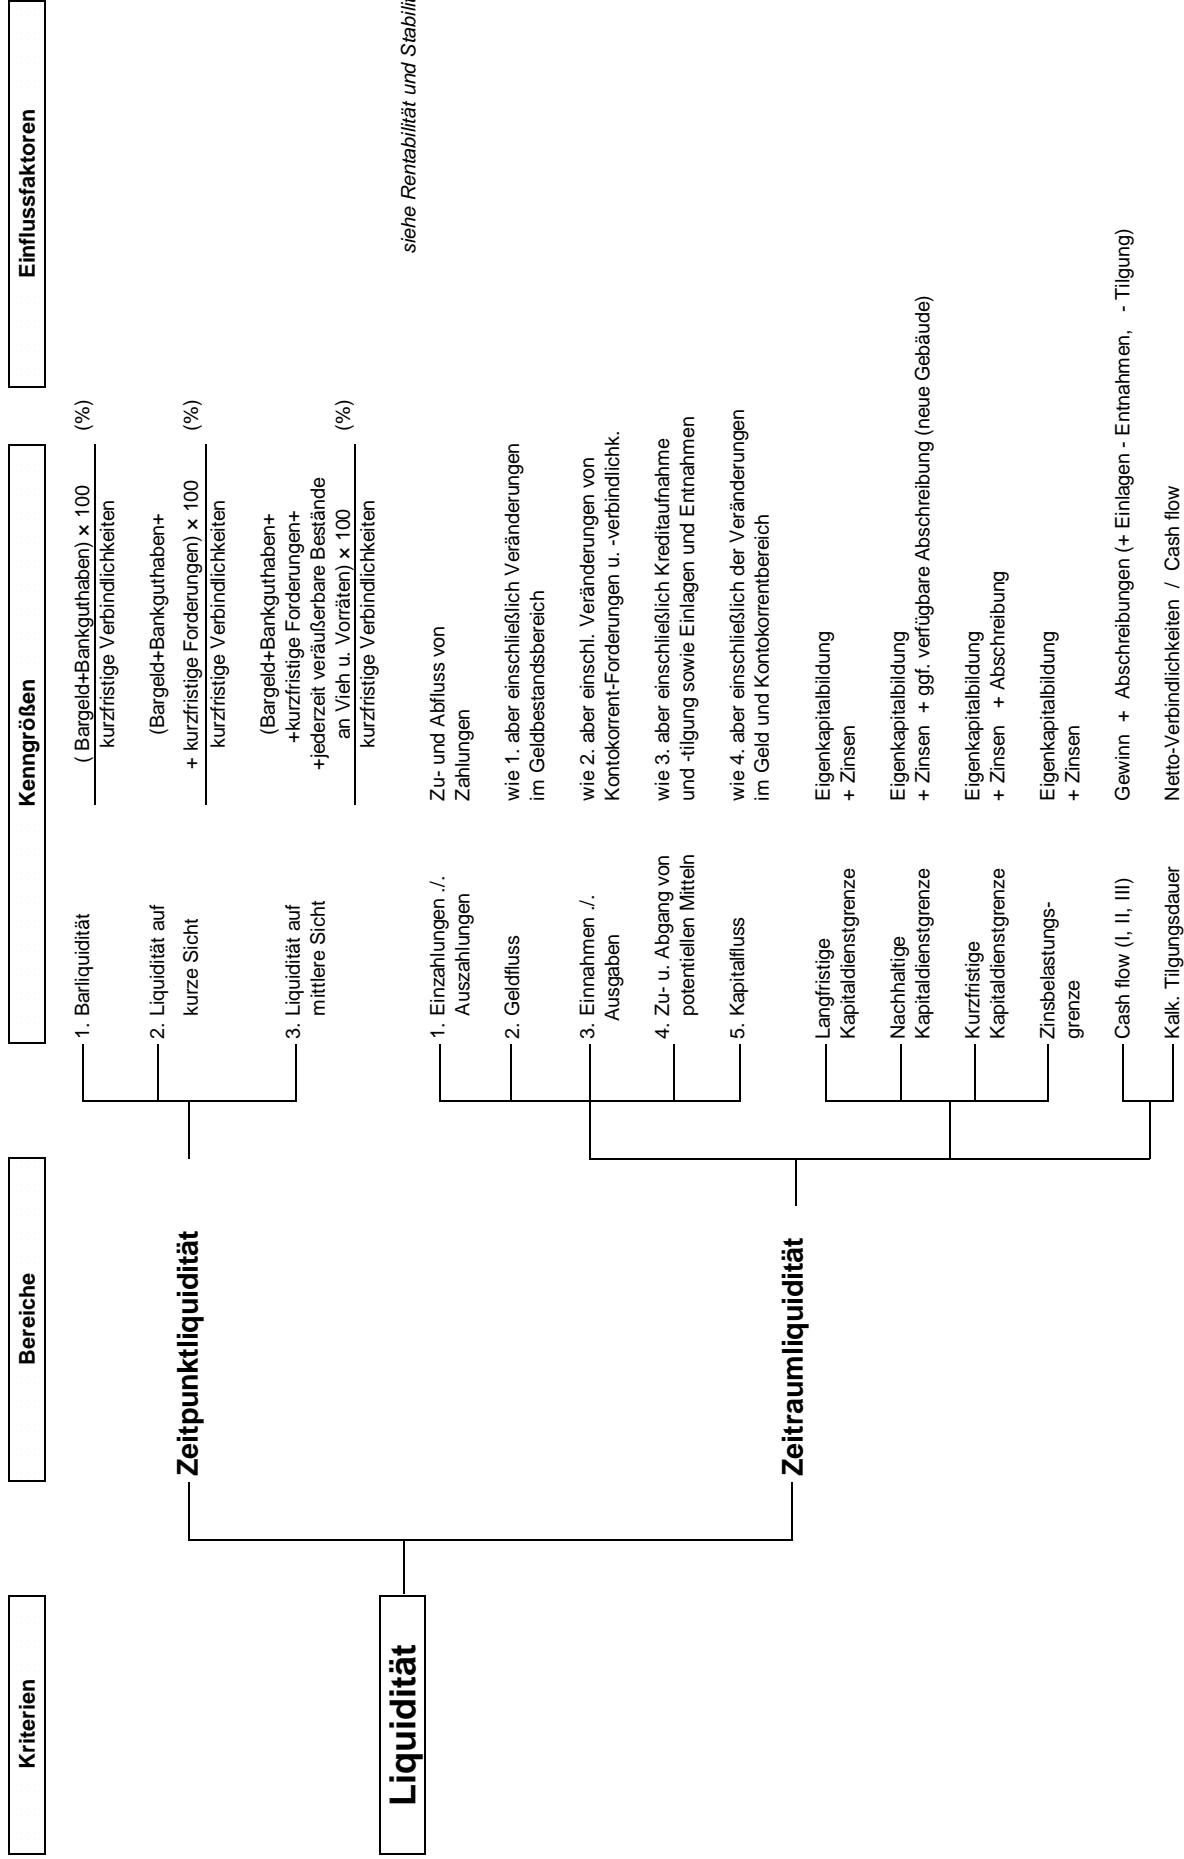 Kriterien
Bereiche
Kenngrößen
Einflussfaktoren
Liquidität
Zeitpunktliquidität
1. Barliquidität
( Bargeld+Bankguthaben) × 100 (%)
kurzfristige Verbindlichkeiten
2. Liquidität auf
kurze Sicht
(Bargeld+Bankguthaben+
+ kurzfristige Forderungen) × 100 (%)
kurzfristige Verbindlichkeiten
3. Liquidität auf
mittlere Sicht
(Bargeld+Bankguthaben+
+kurzfristige Forderungen+
+jederzeit veräußerbare Bestände
an Vieh u. Vorräten) × 100 (%)
kurzfristige Verbindlichkeiten
siehe Rentabilität und
Zeitraumliquidität
1. Einzahlungen ./.
Auszahlungen
Zu- und Abfluss von
Zahlungen
2. Geldfluss
wie 1. aber einschließlich Veränderungen
im Geldbestandsbereich
3. Einnahmen ./.
Ausgaben
wie 2. aber einschl. Veränderungen von
Kontokorrent-Forderungen u. -verbindlichk.
4. Zu- u. Abgang von
potentiellen Mitteln
wie 3. aber einschließlich Kreditaufnahme
und -tilgung sowie Einlagen und Entnahmen
5. Kapitalfluss
wie 4. aber einschließlich der Veränderungen
im Geld und Kontokorrentbereich
Langfristige
Kapitaldienstgrenze
Eigenkapitalbildung
+ Zinsen
Nachhaltige
Kapitaldienstgrenze
Eigenkapitalbildung
+ Zinsen + ggf. verfügbare Abschreibung (neue Gebäude)
Kurzfristige
Kapitaldienstgrenze
Eigenkapitalbildung
+ Zinsen + Abschreibung
Zinsbelastungs-
grenze
Eigenkapitalbildung
+ Zinsen
Cash flow (I, II, III)
Gewinn + Abschreibungen (+ Einlagen - Entnahmen, - Tilgung)
Kalk. Tilgungsdauer
Netto-Verbindlichkeiten / Cash flow